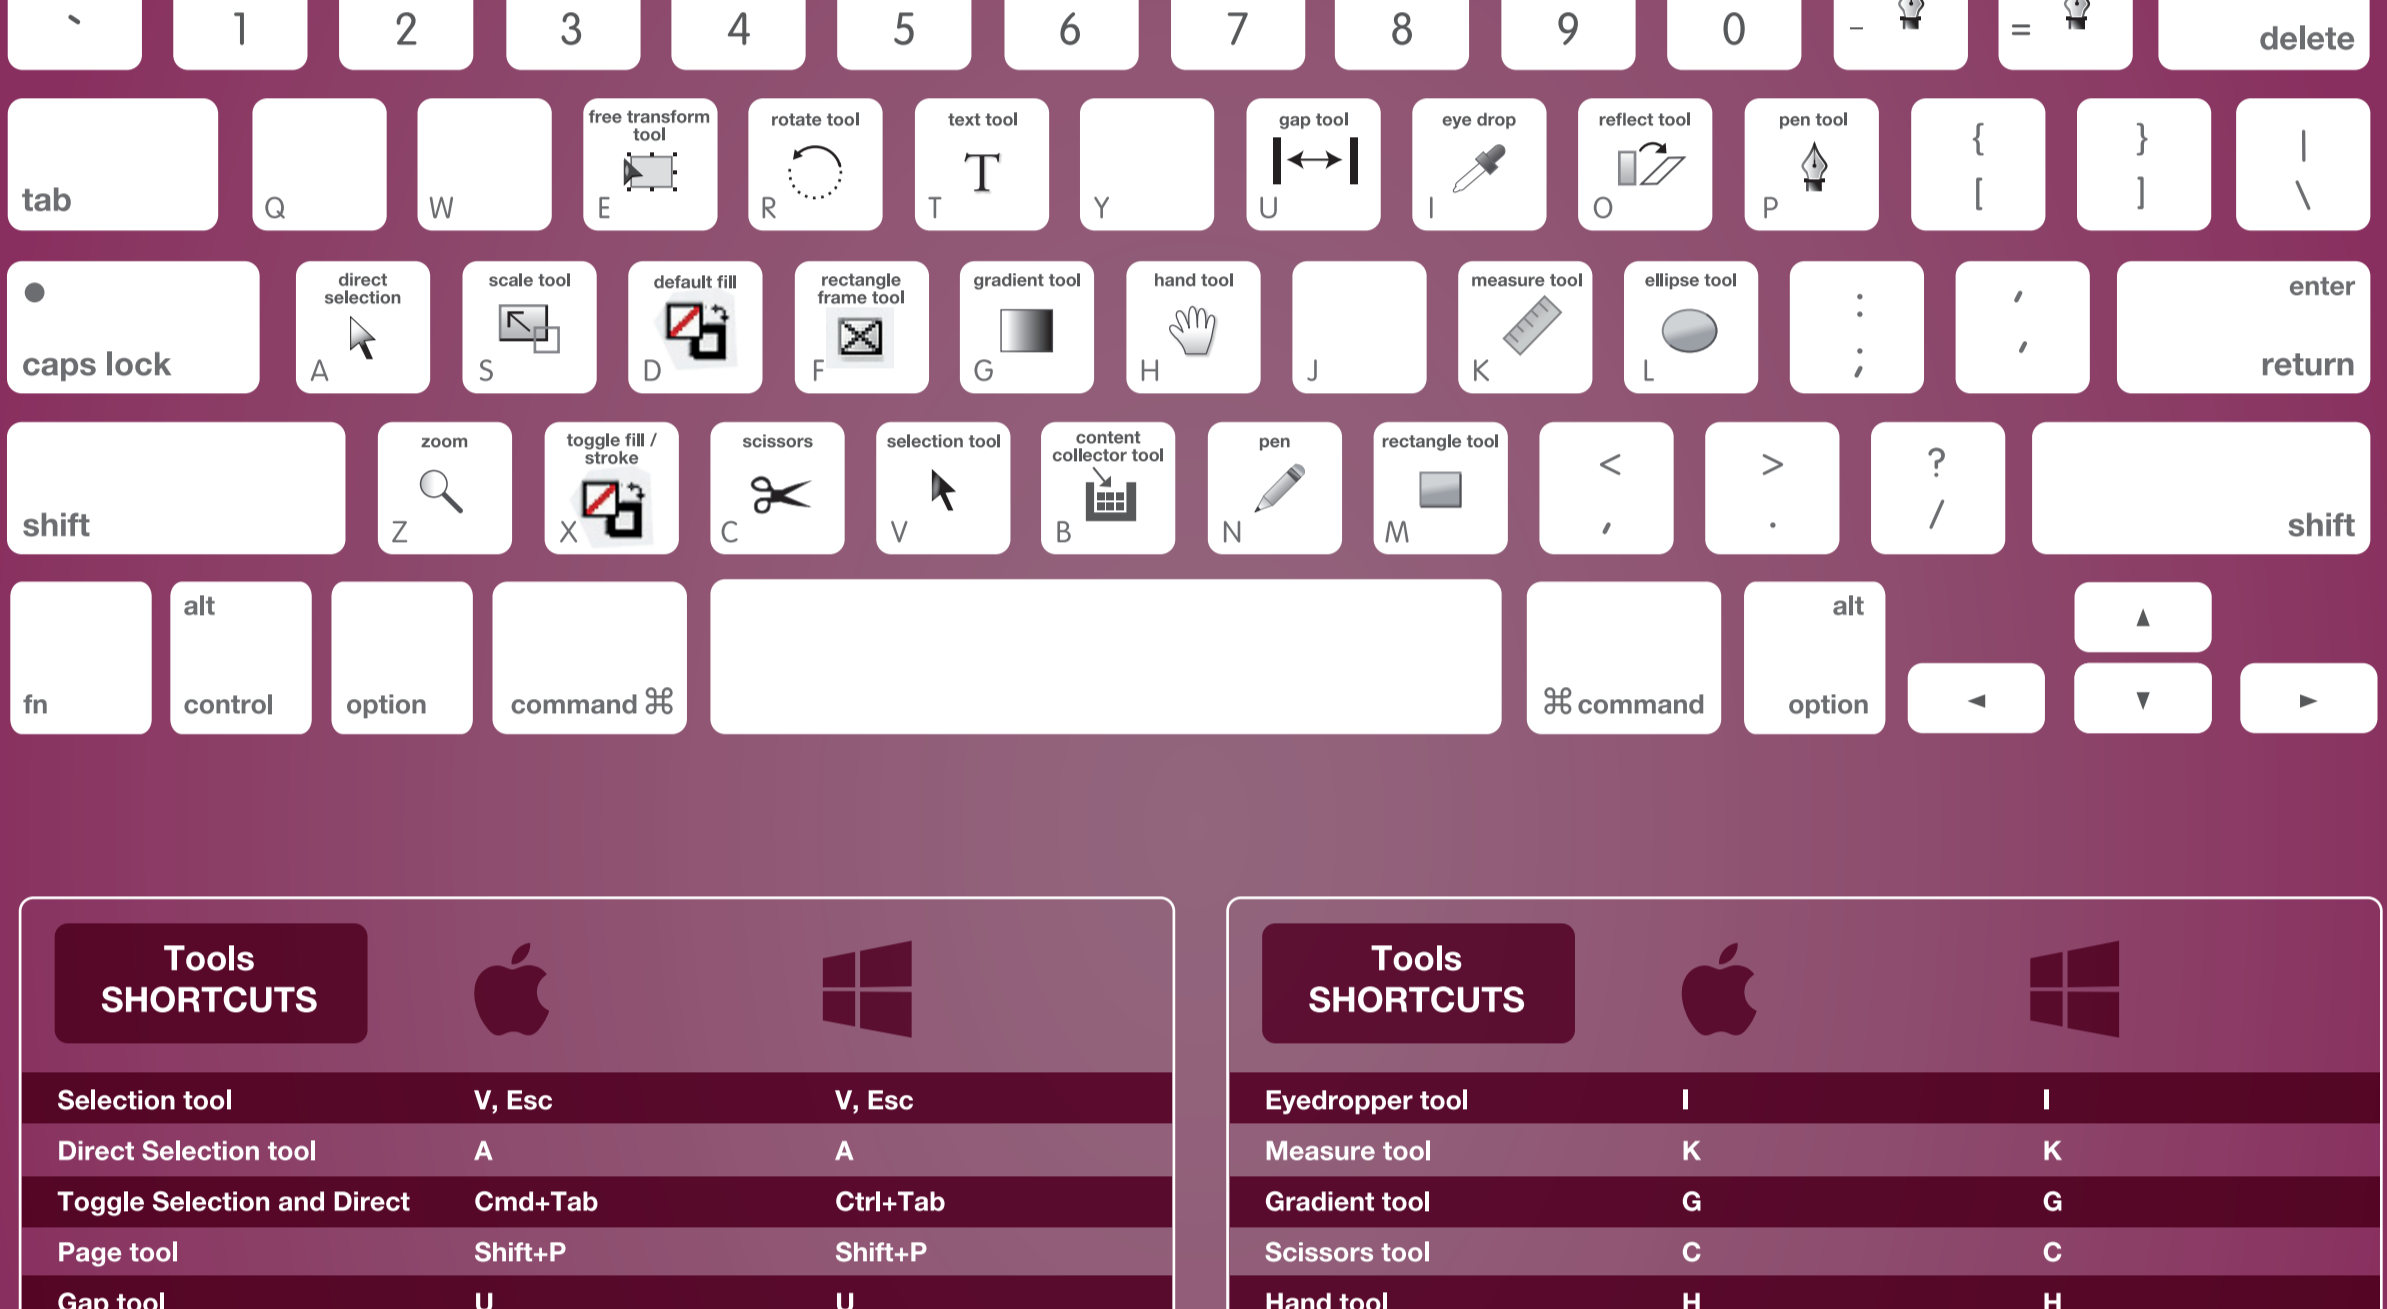 ` 1 2 3 4 5 6 7 8 9 0 - = delete
tab Q W free transform tool E rotate tool R text tool T Y gap tool U eye drop I reflect tool O pen tool P { [ } ] | \
caps lock direct selection A scale tool S default fill D rectangle frame tool F gradient tool G hand tool H J measure tool K ellipse tool L : ; ′ ′ enter return
shift zoom Z toggle fill / stroke X scissors C selection tool V content collector tool B pen N rectangle tool M < , > . ? / shift
fn alt control option command ⌘ ⌘ command alt option ◄ ▲ ▼ ►
Tools
SHORTCUTS
Selection tool V, Esc V, Esc
Direct Selection tool A A
Toggle Selection and Direct Cmd+Tab Ctrl+Tab
Page tool Shift+P Shift+P
Gap tool U U
Tools
SHORTCUTS
Eyedropper tool I I
Measure tool K K
Gradient tool G G
Scissors tool C C
Hand tool H H